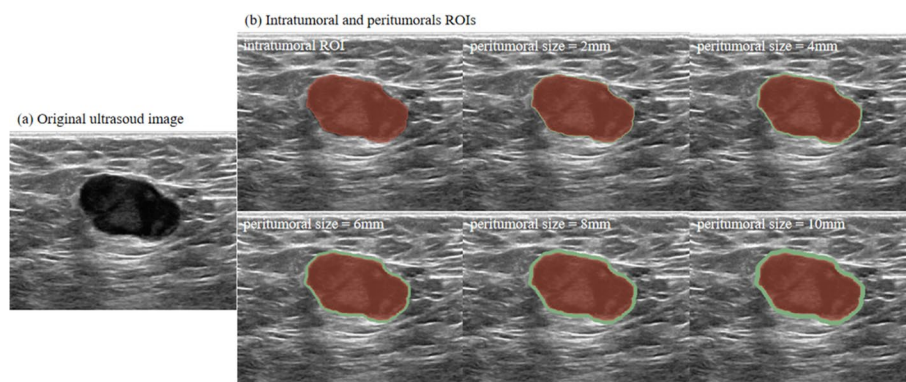 (b) Intratumoral and peritumorals ROIs
intratumoral ROI
peritumoral size = 2mm
peritumoral size = 4mm
(a) Original ultrasoud image
peritumoral size = 6mm
peritumoral size = 8mm
peritumoral size = 10mm